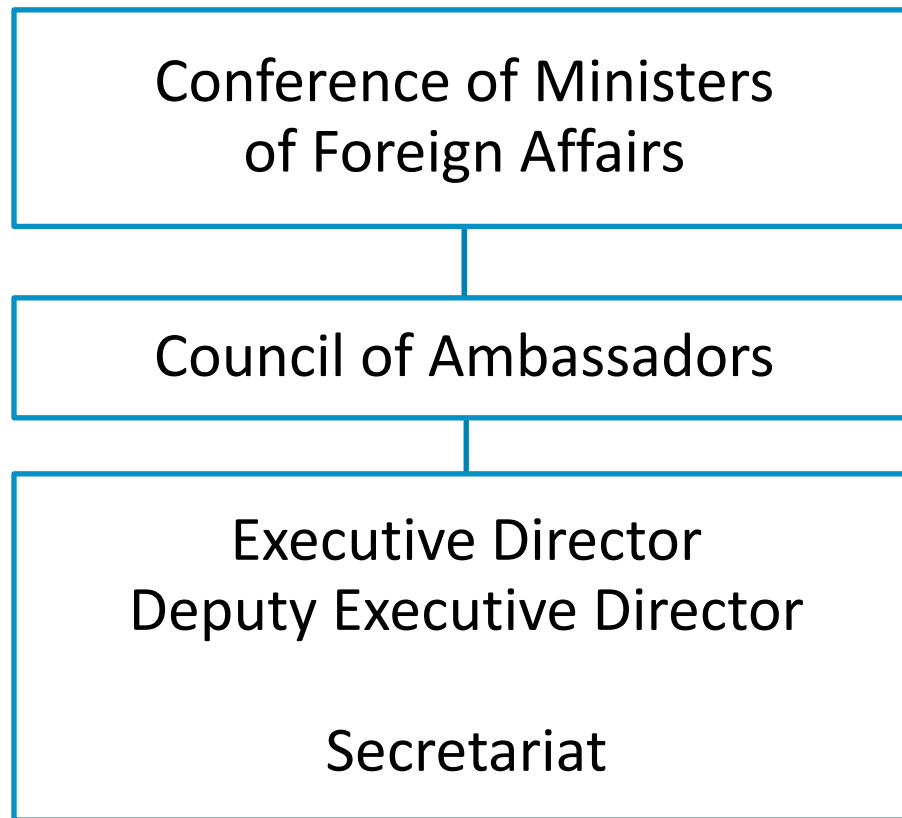 Conference of Ministers
of Foreign Affairs
Council of Ambassadors
Executive Director
Deputy Executive Director
Secretariat